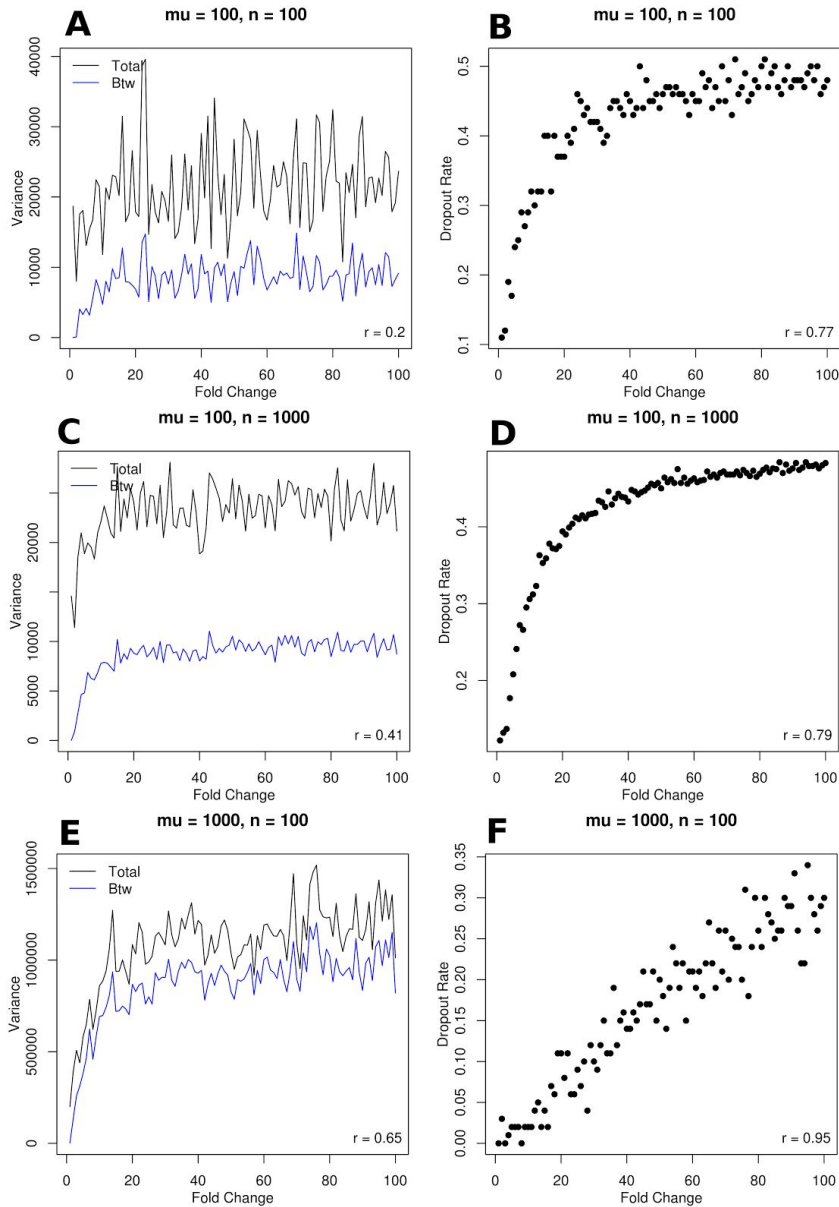 A
mu = 100, n = 100
Total
Btw
Variance
0
10000
20000
30000
40000
0 20 40 60 80 100
Fold Change
r = 0.2
B
mu = 100, n = 100
Dropout Rate
0.1
0.2
0.3
0.4
0.5
0 20 40 60 80 100
Fold Change
r = 0.77
C
mu = 100, n = 1000
Total
Btw
Variance
0
5000
10000
20000
0 20 40 60 80 100
Fold Change
r = 0.41
D
mu = 100, n = 1000
Dropout Rate
0.2
0.3
0.4
0 20 40 60 80 100
Fold Change
r = 0.79
E
mu = 1000, n = 100
Total
Btw
Variance
0
500000
1000000
1500000
0 20 40 60 80 100
Fold Change
r = 0.65
F
mu = 1000, n = 100
Dropout Rate
0.00
0.05
0.10
0.15
0.20
0.25
0.30
0.35
0 20 40 60 80 100
Fold Change
r = 0.95